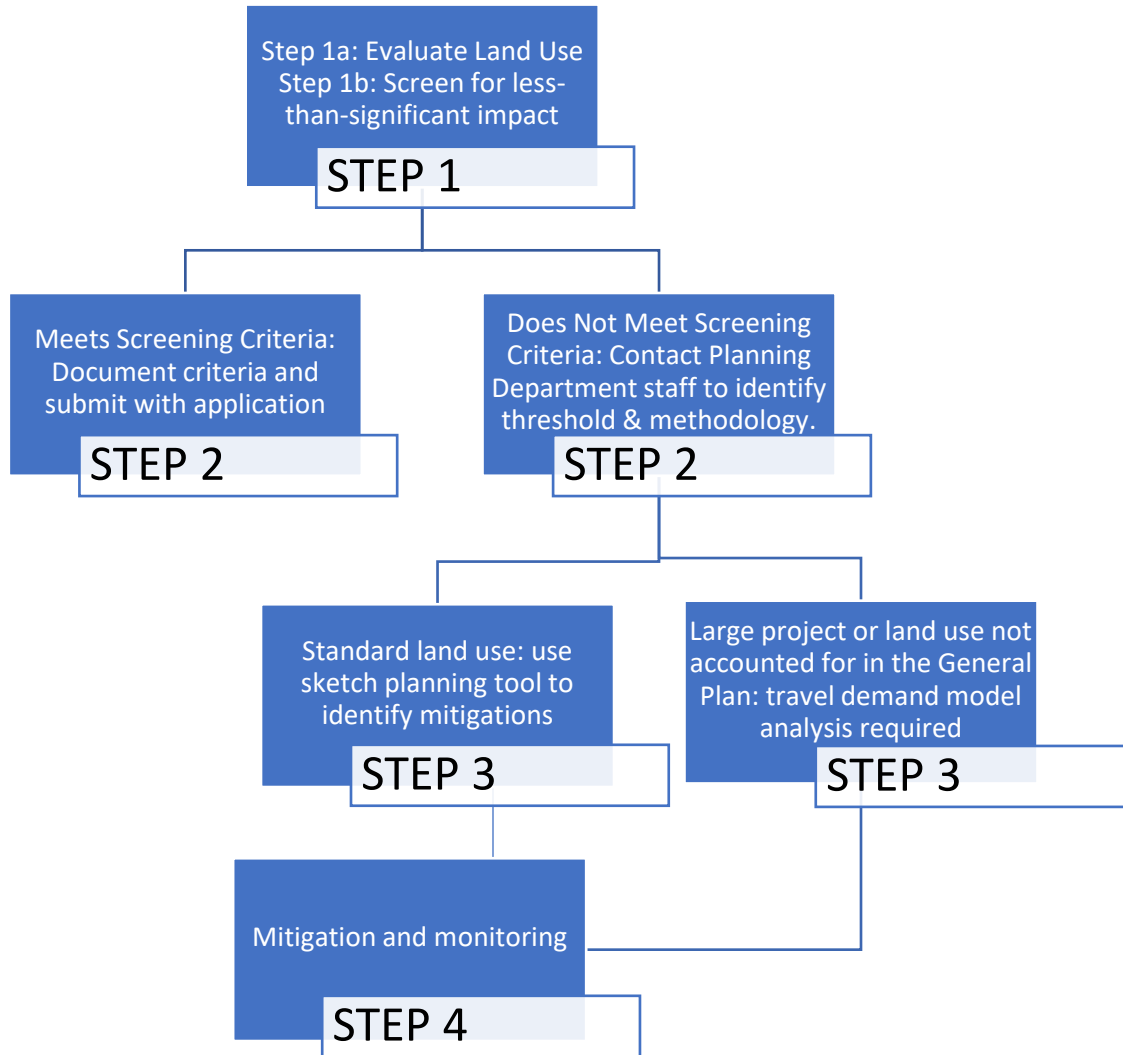 Step 1a: Evaluate Land Use
Step 1b: Screen for less-
than-significant impact
STEP 1
Meets Screening Criteria:
Document criteria and
submit with application
STEP 2
Does Not Meet Screening
Criteria: Contact Planning
Department staff to identify
threshold & methodology.
STEP 2
Standard land use: use
sketch planning tool to
identify mitigations
STEP 3
Large project or land use not
accounted for in the General
Plan: travel demand model
analysis required
STEP 3
Mitigation and monitoring
STEP 4